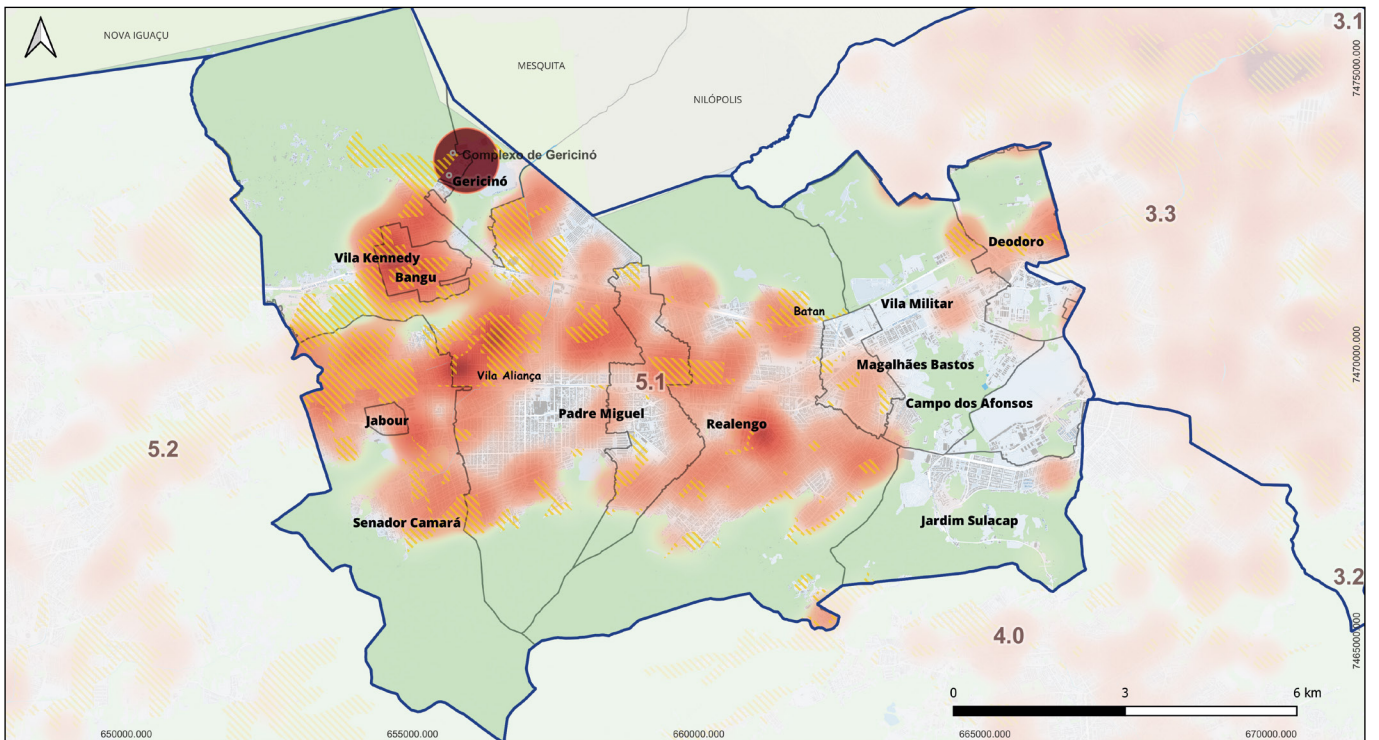 3.1
NOVA IGUAÇU
MESQUITA
7475000.000
NILÓPOLIS
Complexo de Gericinó
Gericinó
3.3
Deodoro
Vila Kennedy
Bangu
Vila Militar
Batan
7470000.000
Magalhães Bastos
Vila Aliança
5.1
Campo dos Afonsos
Padre Miguel
Jabour
Realengo
5.2
Senador Camará
Jardim Sulacap
3.2
4.0
7465000.000
0 3 6 km
650000.000 655000.000 660000.000 665000.000 670000.000